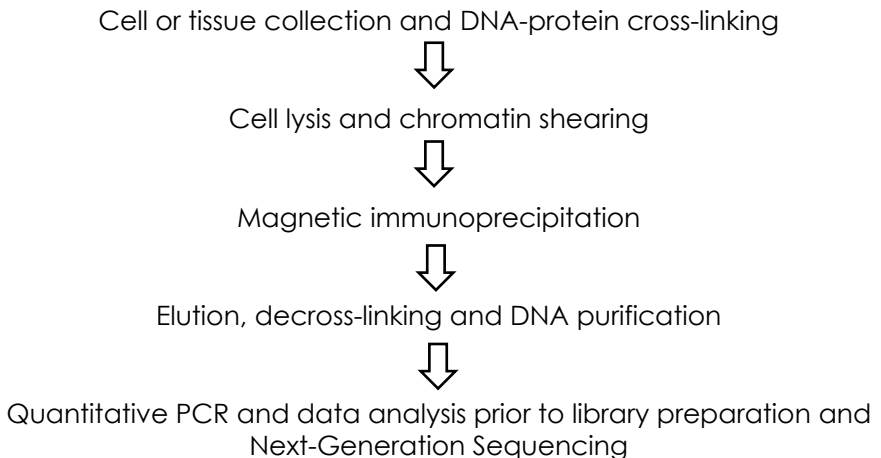 Cell or tissue collection and DNA-protein cross-linking
Cell lysis and chromatin shearing
Magnetic immunoprecipitation
Elution, decross-linking and DNA purification
Quantitative PCR and data analysis prior to library preparation and
Next-Generation Sequencing